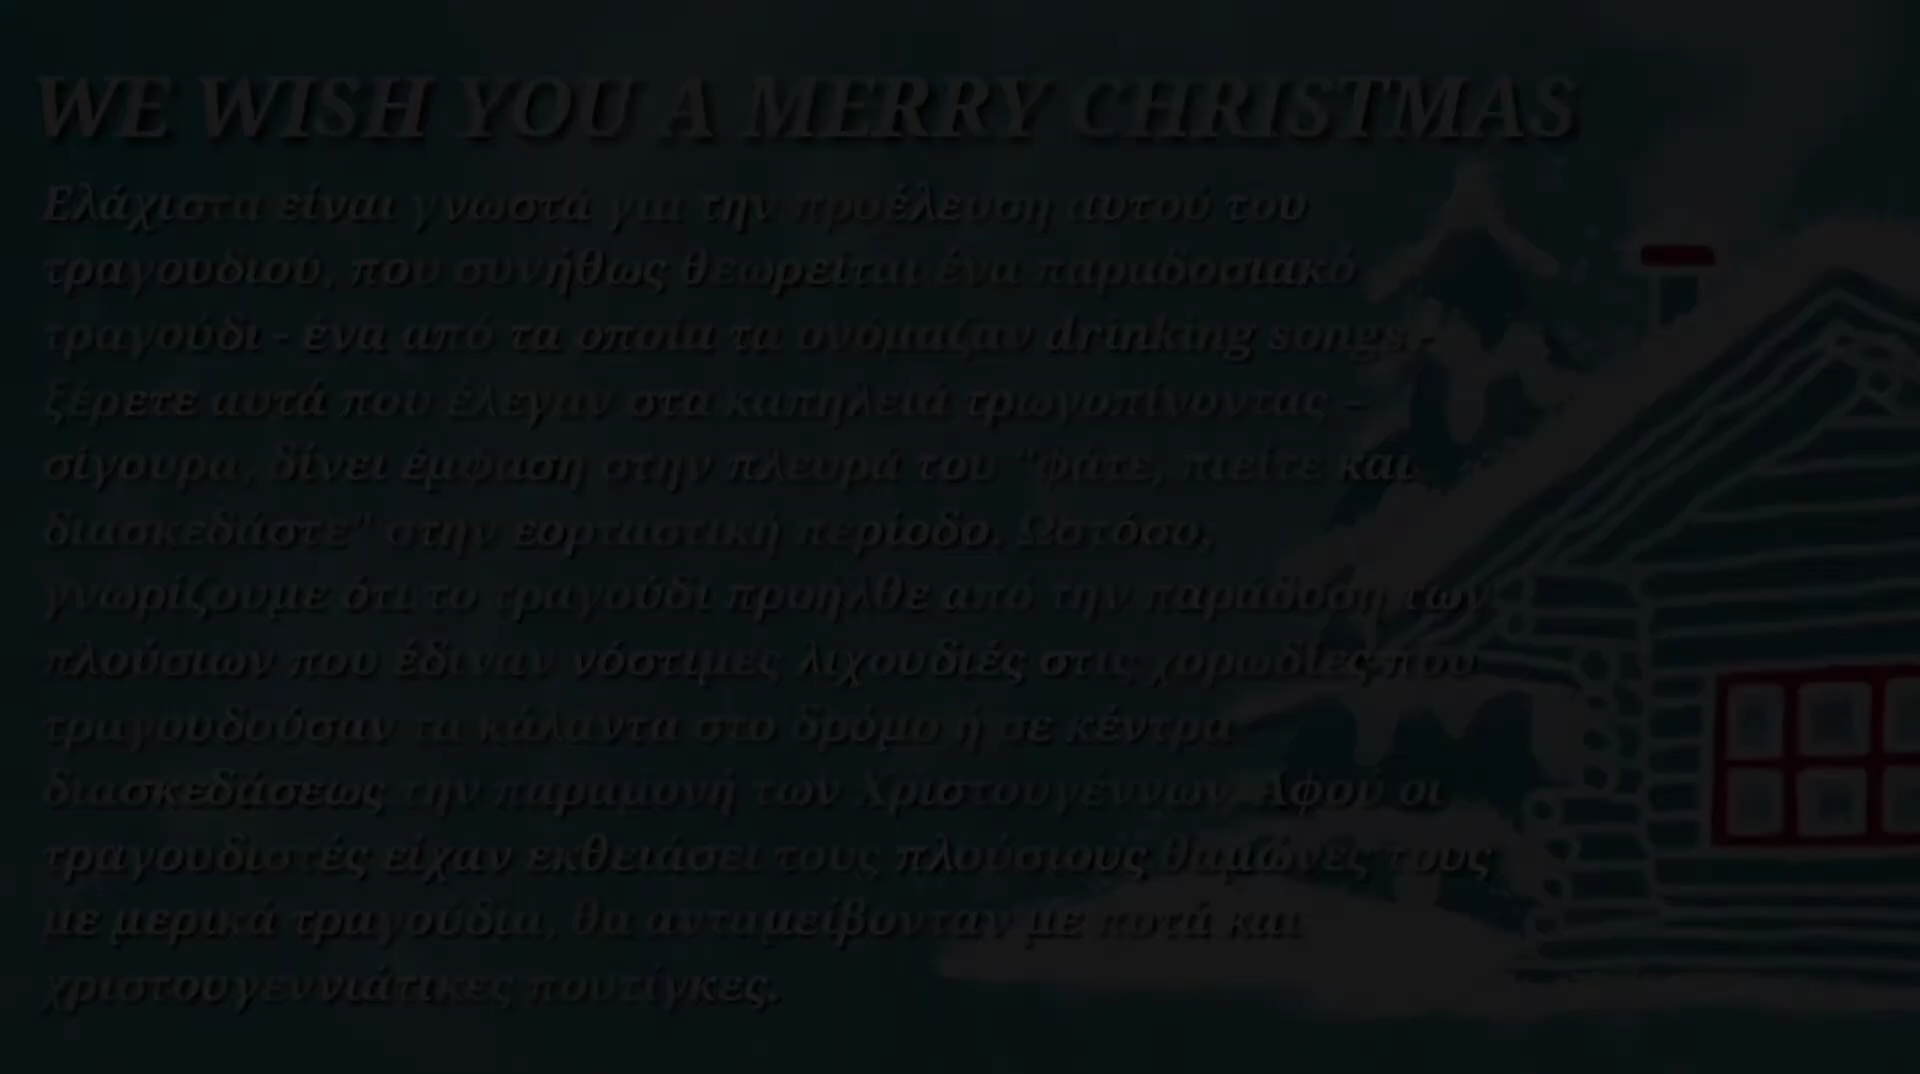 WE WISH YOU A MERRY CHRISTMAS
Ελάχιστα είναι γνωστά για την προέλευση αυτού του
τραγουδιού, που συνήθως θεωρείται ένα παραδοσιακό
τραγούδι - ένα από τα οποία τα ονόμαζαν drinking songs -
ξέρετε αυτά που έλεγαν στα καπηλειά τρωγοπίνοντας –
σίγουρα, δίνει έμφαση στην πλευρά του "φάτε, πιείτε και
διασκεδάστε" στην εορταστική περίοδο. Ωστόσο,
γνωρίζουμε ότι το τραγούδι προήλθε από την παράδοση των
πλούσιων που έδιναν νόστιμες λιχουδιές στις χορωδίες που
τραγουδούσαν τα κάλαντα στο δρόμο ή σε κέντρα
διασκεδάσεως την παραμονή των Χριστουγέννων. Αφού οι
τραγουδιστές είχαν εκθειάσει τους πλούσιους θαμώνες τους
με μερικά τραγούδια, θα ανταμείβονταν με ποτά και
χριστουγεννιάτικες πουτίγκες.